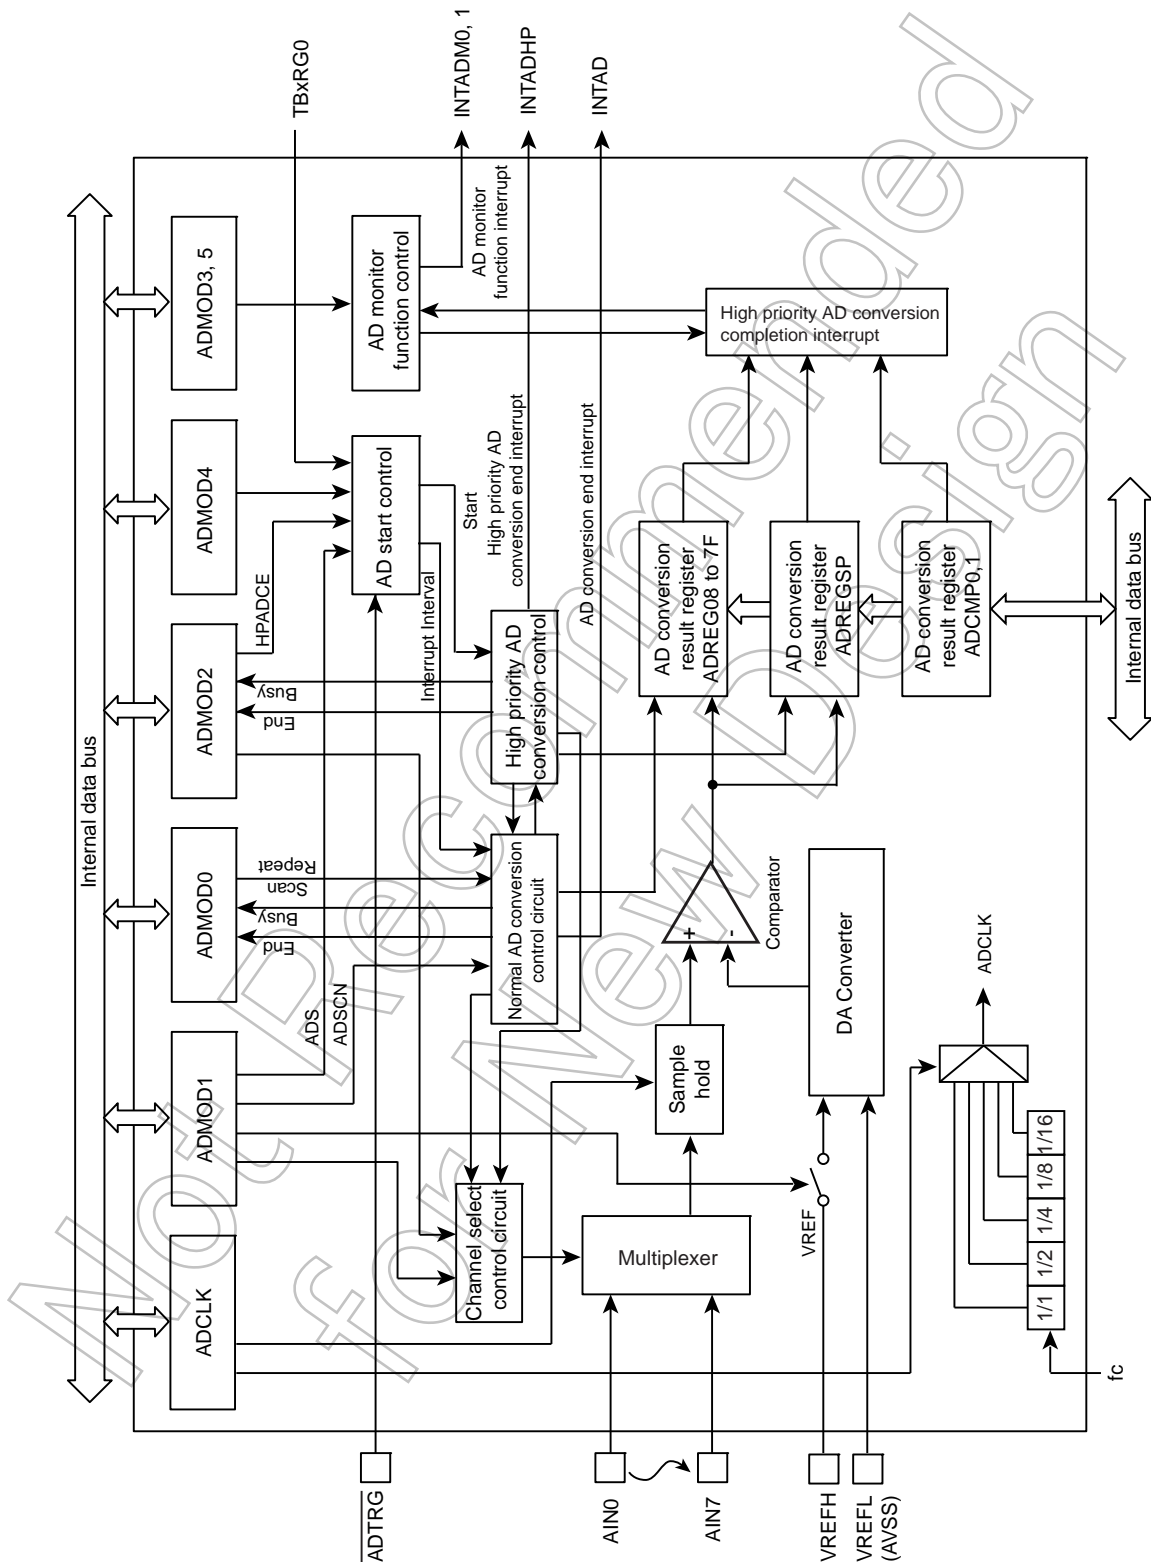 Internal data bus
ADCLK
ADMOD1
ADMOD0
ADMOD2
ADMOD4
ADMOD3, 5
ADS
ADSCN
End
Busy
Scan
Repeat
End
Busy
HPADCE
TBxRG0
ADTRG
AD start control
AD monitor
function control
INTADM0, 1
AD monitor
function interrupt
Interrupt Interval
Start
High priority AD
conversion end interrupt
INTADHP
Channel select
control circuit
Normal AD conversion
control circuit
High priority AD
conversion control
AD conversion end interrupt
INTAD
AIN0
AIN7
Multiplexer
Sample
hold
+
-
Comparator
AD conversion
result register
ADREG08 to 7F
AD conversion
result register
ADREGSP
AD conversion
result register
ADCMP0,1
High priority AD conversion
completion interrupt
VREFH
VREFL
(AVSS)
VREF
DA Converter
ADCLK
1/1
1/2
1/4
1/8
1/16
fc
Internal data bus
Not Recommended
for New Design